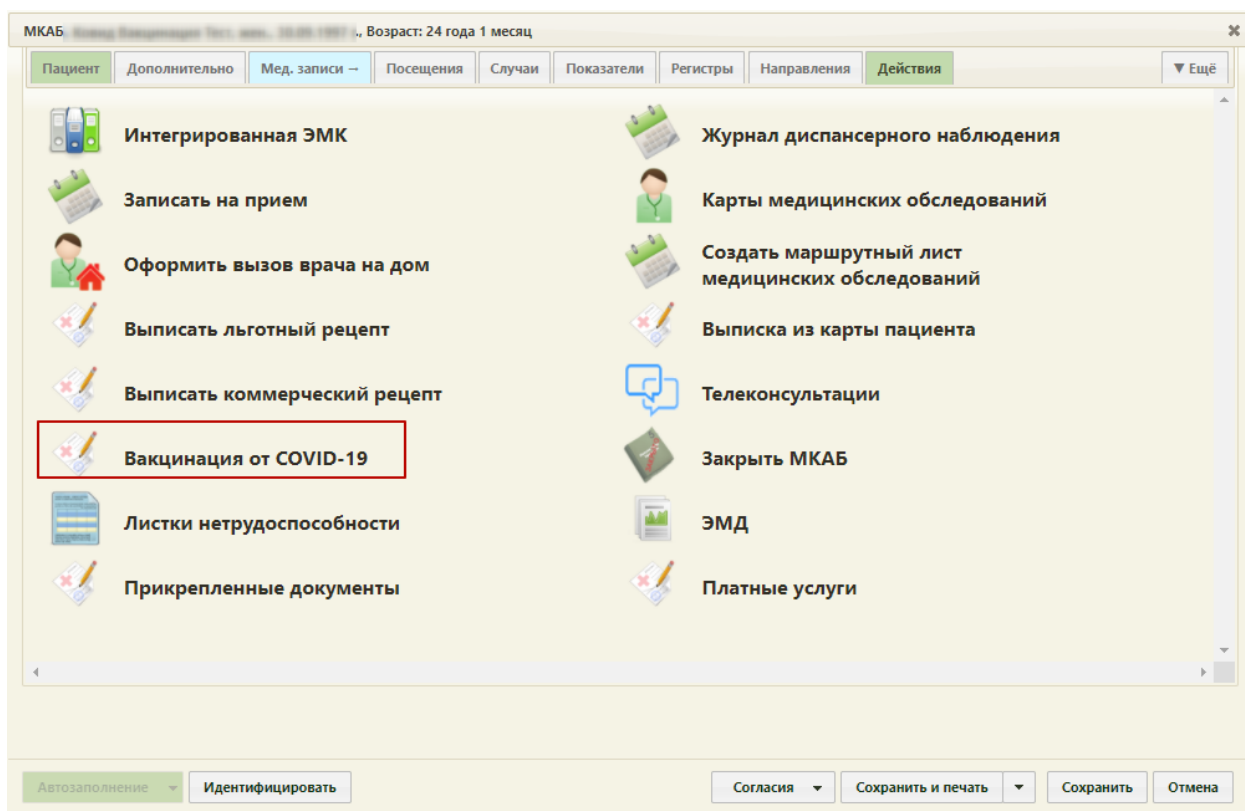 МКАБ ., Возраст: 24 года 1 месяц
Пациент Дополнительно Мед. записи – Посещения Случаи Показатели Регистры Направления Действия ▼ Ещё
Интегрированная ЭМК
Журнал диспансерного наблюдения
Записать на прием
Карты медицинских обследований
Оформить вызов врача на дом
Создать маршрутный лист
медицинских обследований
Выписать льготный рецепт
Выписка из карты пациента
Выписать коммерческий рецепт
Телеконсультации
Вакцинация от COVID-19
Закрыть МКАБ
Листки нетрудоспособности
ЭМД
Прикрепленные документы
Платные услуги
Автозаполнение Идентифицировать Согласия Сохранить и печать Сохранить Отмена